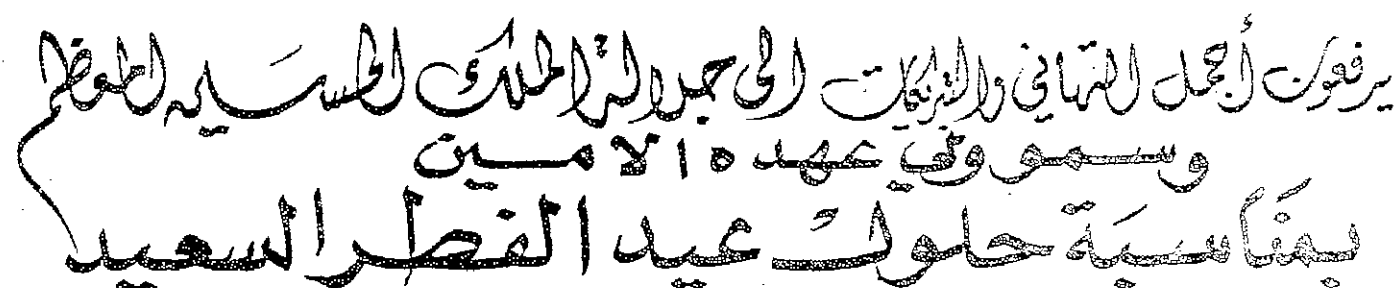 يرفعون أجمل التهاني والتبريكات الى جلالة الملك الحسين المعظم
وسمو ولي عهده الامين
بمناسبة حلول عيد الفطر السعيد